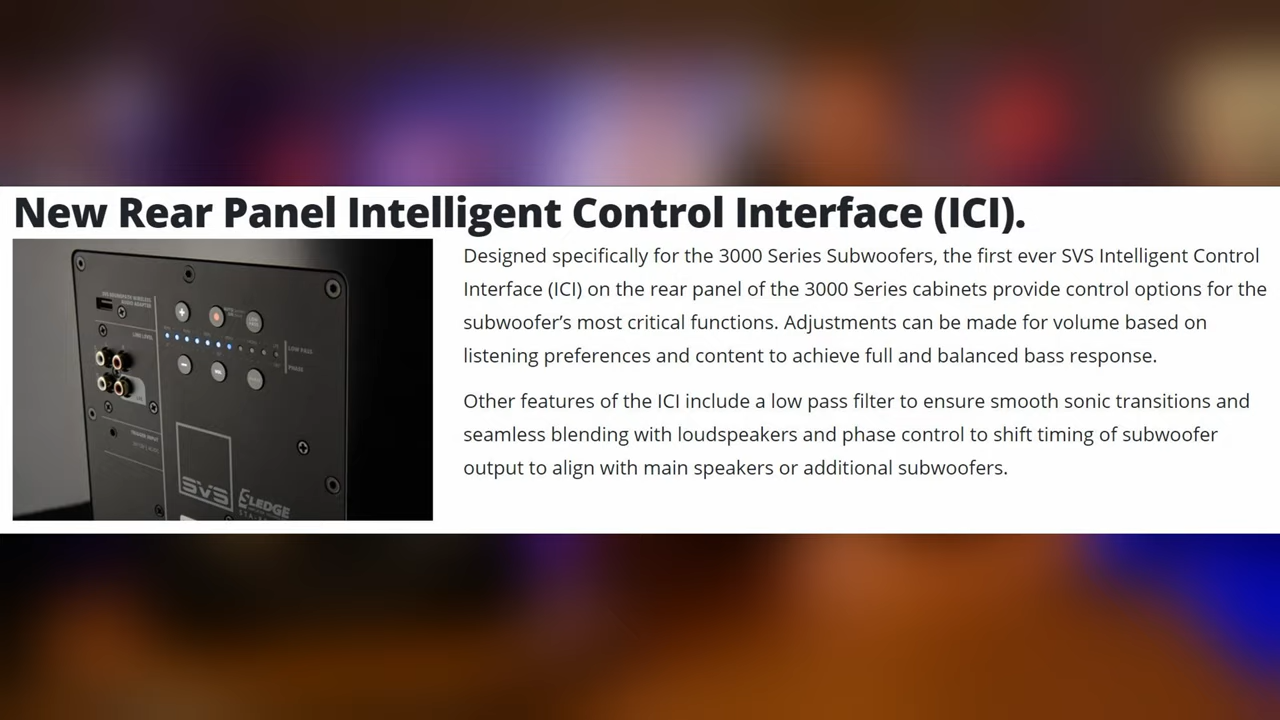 New Rear Panel Intelligent Control Interface (ICI).
Designed specifically for the 3000 Series Subwoofers, the first ever SVS Intelligent Control
Interface (ICI) on the rear panel of the 3000 Series cabinets provide control options for the
subwoofer’s most critical functions. Adjustments can be made for volume based on
listening preferences and content to achieve full and balanced bass response.
Other features of the ICI include a low pass filter to ensure smooth sonic transitions and
seamless blending with loudspeakers and phase control to shift timing of subwoofer
output to align with main speakers or additional subwoofers.
LINE LEVEL
LOW PASS
PHASE
TRIGGER INPUT
SVS
SLEDGE